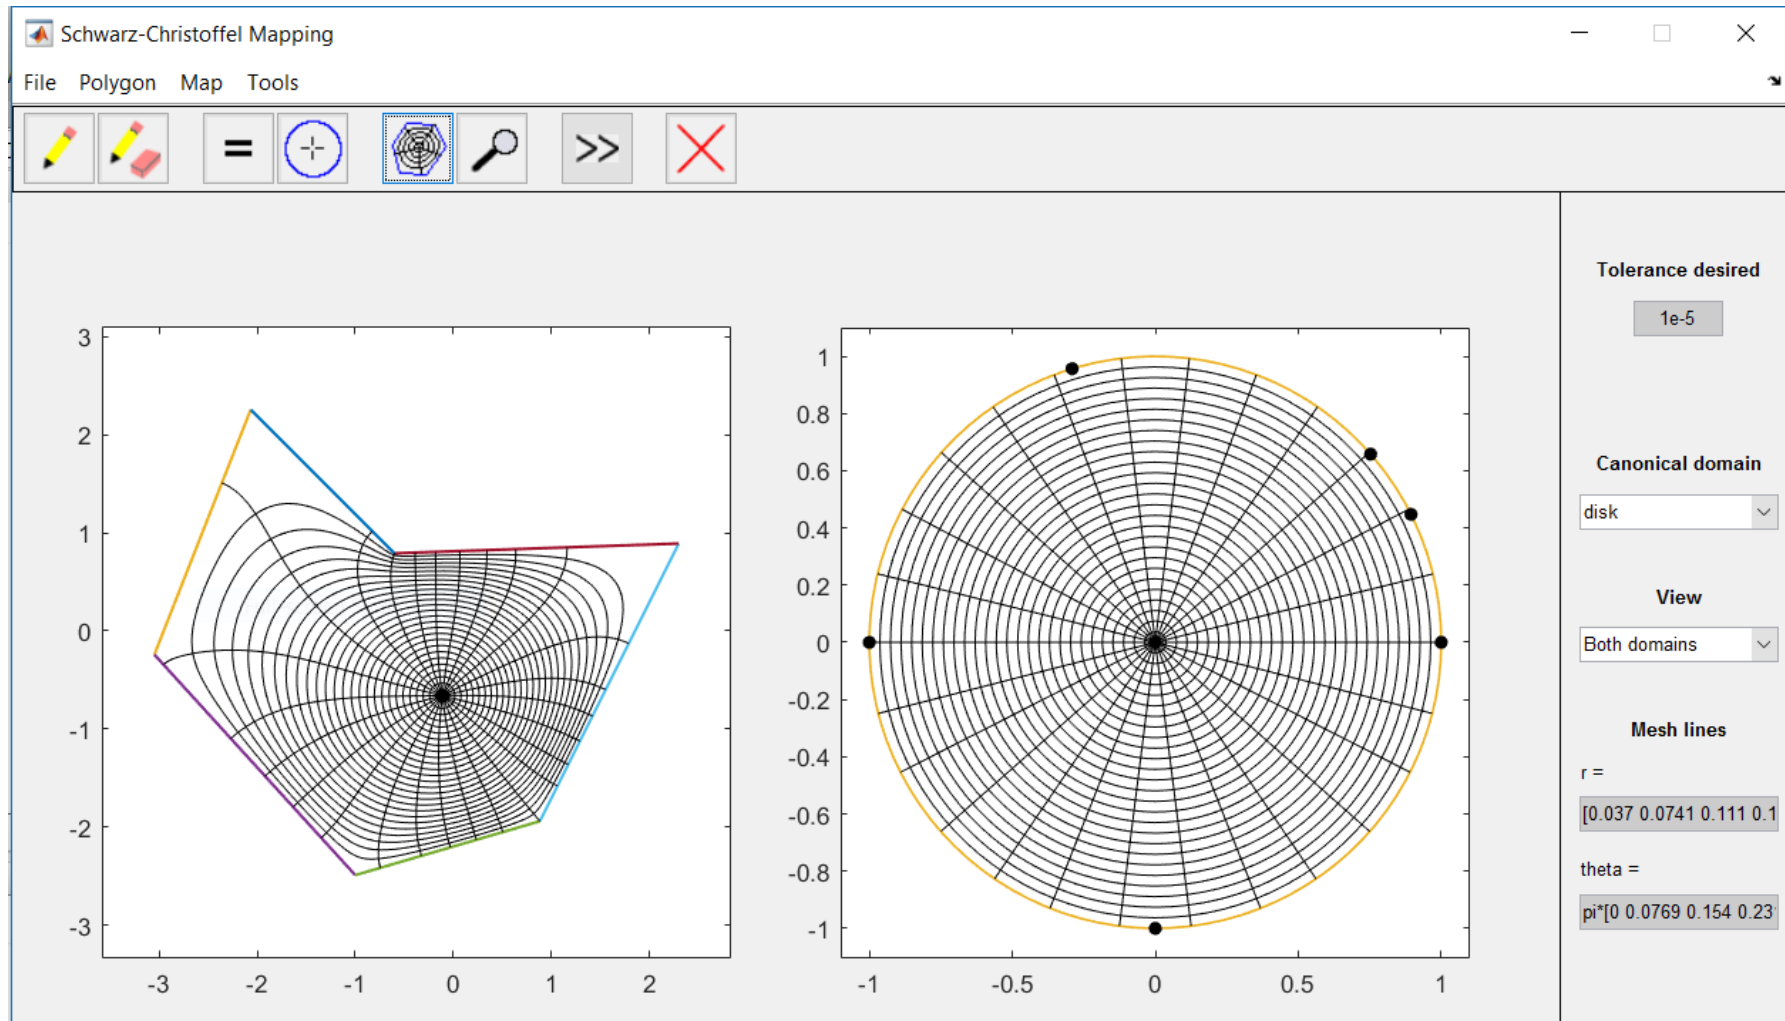 Schwarz-Christoffel Mapping
File Polygon Map Tools
= >>
Tolerance desired
1e-5
Canonical domain
disk
View
Both domains
Mesh lines
r =
[0.037 0.0741 0.111 0.1
theta =
pi*[0 0.0769 0.154 0.23
3
2
1
0
-1
-2
-3
-3 -2 -1 0 1 2
1
0.8
0.6
0.4
0.2
0
-0.2
-0.4
-0.6
-0.8
-1
-1 -0.5 0 0.5 1